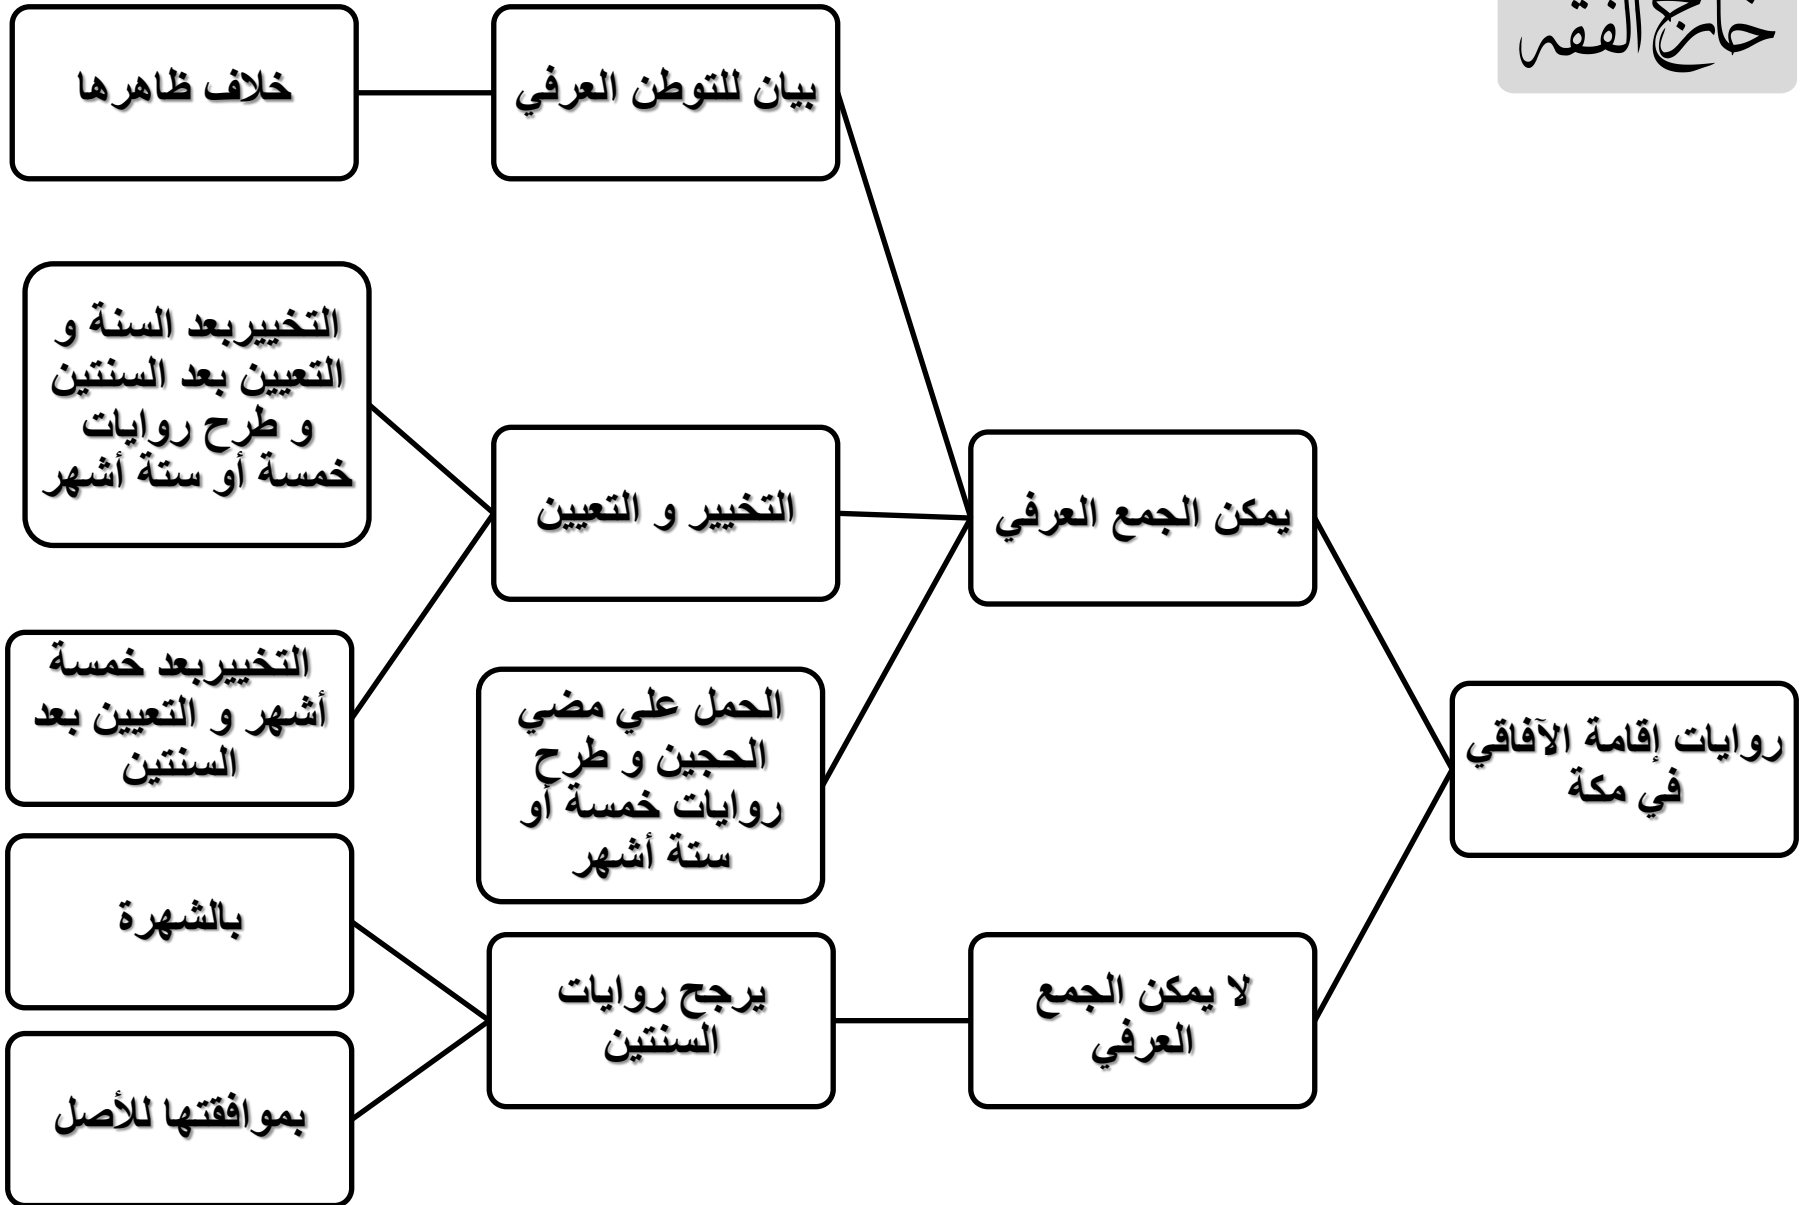 خارج الفقه
روايات إقامة الآفاقي
في مكة
يمكن الجمع العرفي
بيان للتوطن العرفي
خلاف ظاهرها
التخيير و التعيين
التخييربعد السنة و
التعيين بعد السنتين
و طرح روايات
خمسة أو ستة أشهر
التخييربعد خمسة
أشهر و التعيين بعد
السنتين
الحمل علي مضي
الحجين و طرح
روايات خمسة أو
ستة أشهر
لا يمكن الجمع
العرفي
يرجح روايات
السنتين
بالشهرة
بموافقتها للأصل